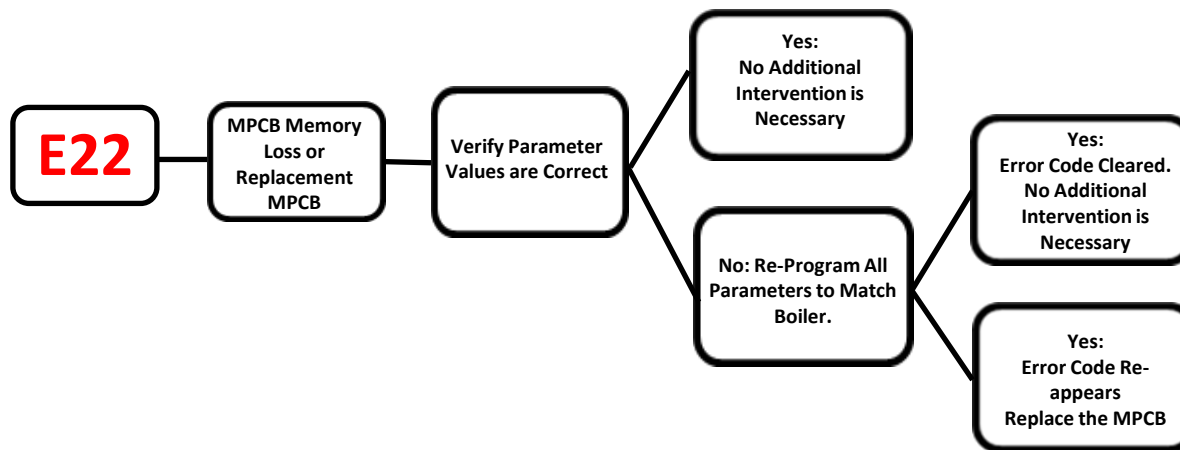 E22
MPCB Memory
Loss or
Replacement
MPCB
Verify Parameter
Values are Correct
Yes:
No Additional
Intervention is
Necessary
No: Re-Program All
Parameters to Match
Boiler.
Yes:
Error Code Cleared.
No Additional
Intervention is
Necessary
Yes:
Error Code Re-
appears
Replace the MPCB